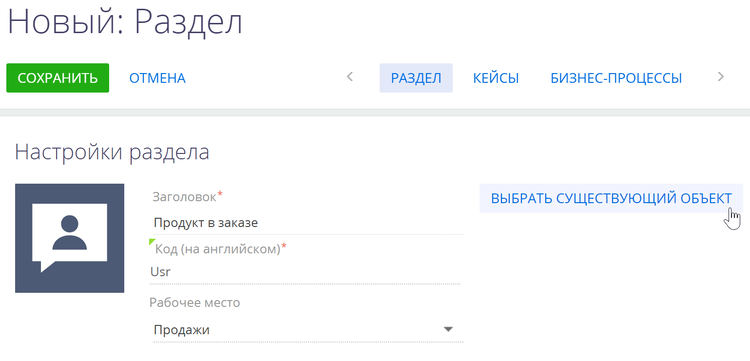 Новый: Раздел
СОХРАНИТЬ ОТМЕНА РАЗДЕЛ КЕЙСЫ БИЗНЕС-ПРОЦЕССЫ
Настройки раздела
Заголовок*
ВЫБРАТЬ СУЩЕСТВУЮЩИЙ ОБЪЕКТ
Продукт в заказе
Код (на английском)*
Usr
Рабочее место
Продажи